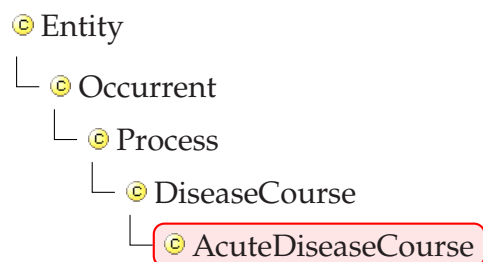 C Entity
C Occurrent
C Process
C DiseaseCourse
C AcuteDiseaseCourse